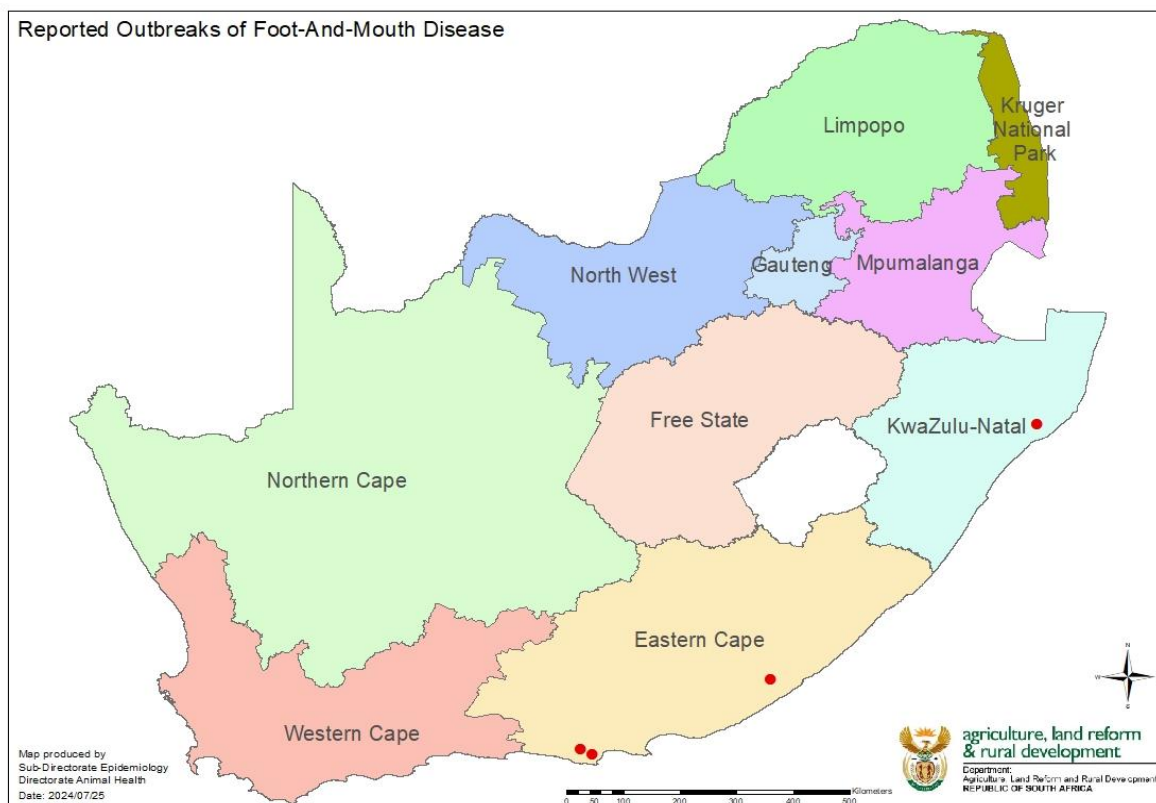 Reported Outbreaks of Foot-And-Mouth Disease
Kruger
National
Park
Limpopo
North West
Gauteng
Mpumalanga
Free State
KwaZulu-Natal
Northern Cape
Eastern Cape
Western Cape
N
W
E
S
agriculture, land reform
& rural development
Department:
Agriculture, Land Reform and Rural Development
REPUBLIC OF SOUTH AFRICA
Map produced by
Sub-Directorate Epidemiology
Directorate Animal Health
Date: 2024/07/25
Kilometers
0 50 100 200 300 400 500